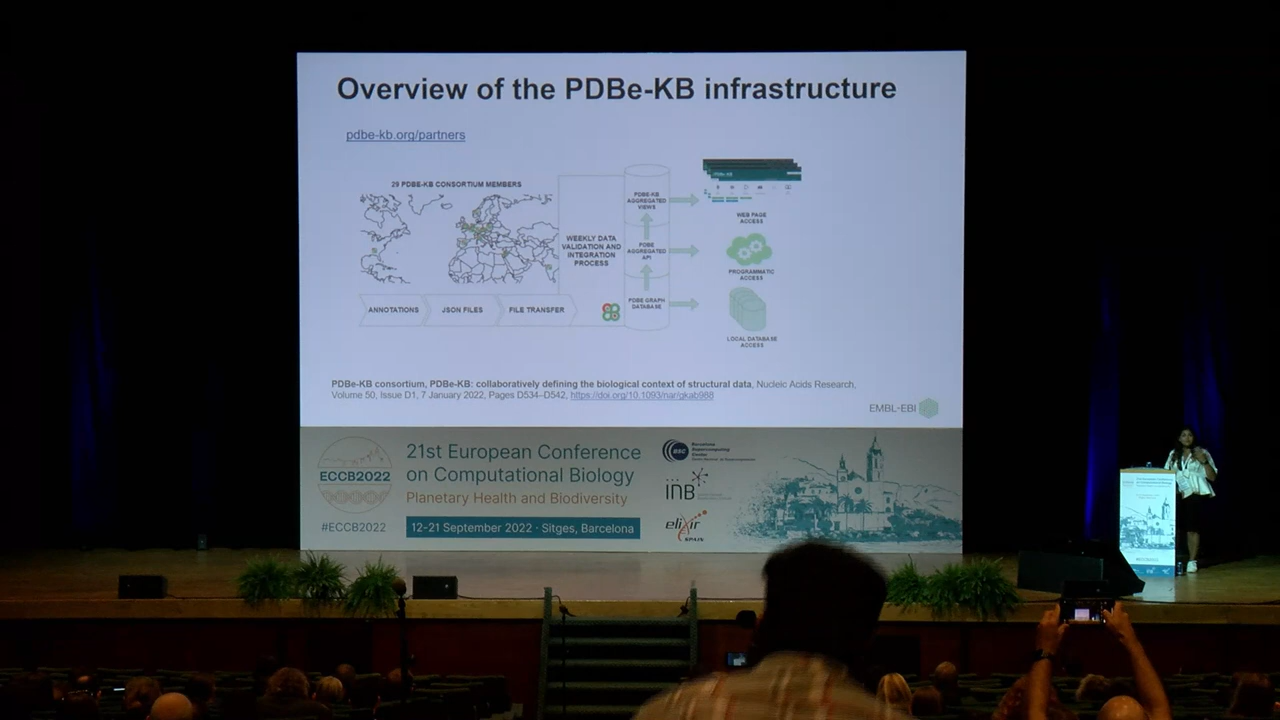 Overview of the PDBe-KB infrastructure
pdbe-kb.org/partners
29 PDBE-KB CONSORTIUM MEMBERS
WEEKLY DATA
VALIDATION AND
INTEGRATION
PROCESS
ANNOTATIONS
JSON FILES
FILE TRANSFER
PDBE-KB
AGGREGATED
VIEWS
PDBE
AGGREGATED
API
PDBE GRAPH
DATABASE
WEB PAGE
ACCESS
PROGRAMMATIC
ACCESS
LOCAL DATABASE
ACCESS
PDBe-KB consortium, PDBe-KB: collaboratively defining the biological context of structural data, Nucleic Acids Research,
Volume 50, Issue D1, 7 January 2022, Pages D534–D542, https://doi.org/10.1093/nar/gkab988
EMBL-EBI
ECCB2022
#ECCB2022
21st European Conference
on Computational Biology
Planetary Health and Biodiversity
12-21 September 2022 · Sitges, Barcelona
BSC
Barcelona
Supercomputing
Center
INB
elixir
SPAIN